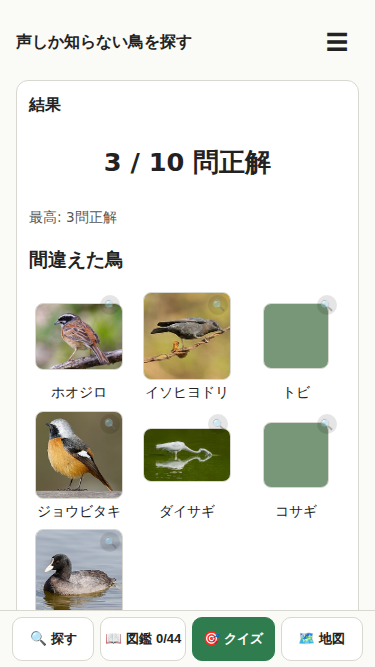 声しか知らない鳥を探す
結果
3 / 10 問正解
最高: 3問正解
間違えた鳥
ホオジロ
イソヒヨドリ
トビ
ジョウビタキ
ダイサギ
コサギ
探す
図鑑 0/44
クイズ
地図